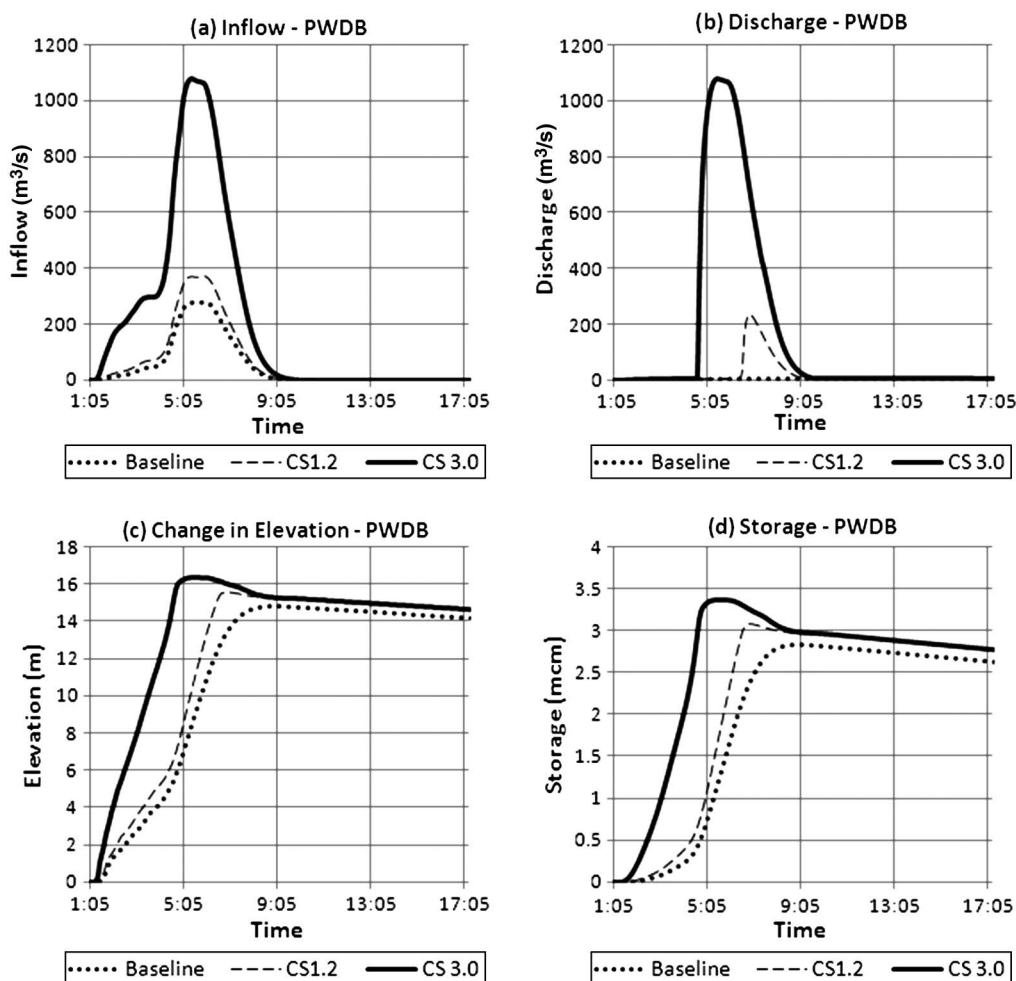 (a) Inflow - PWDB
1200
1000
800
600
400
200
0
Inflow (m³/s)
1:05 5:05 9:05 13:05 17:05
Time
Baseline CS1.2 CS 3.0
(b) Discharge - PWDB
1200
1000
800
600
400
200
0
Discharge (m³/s)
1:05 5:05 9:05 13:05 17:05
Time
Baseline CS1.2 CS 3.0
(c) Change in Elevation - PWDB
18
16
14
12
10
8
6
4
2
0
Elevation (m)
1:05 5:05 9:05 13:05 17:05
Time
Baseline CS1.2 CS 3.0
(d) Storage - PWDB
4
3.5
3
2.5
2
1.5
1
0.5
0
Storage (mcm)
1:05 5:05 9:05 13:05 17:05
Time
Baseline CS1.2 CS 3.0